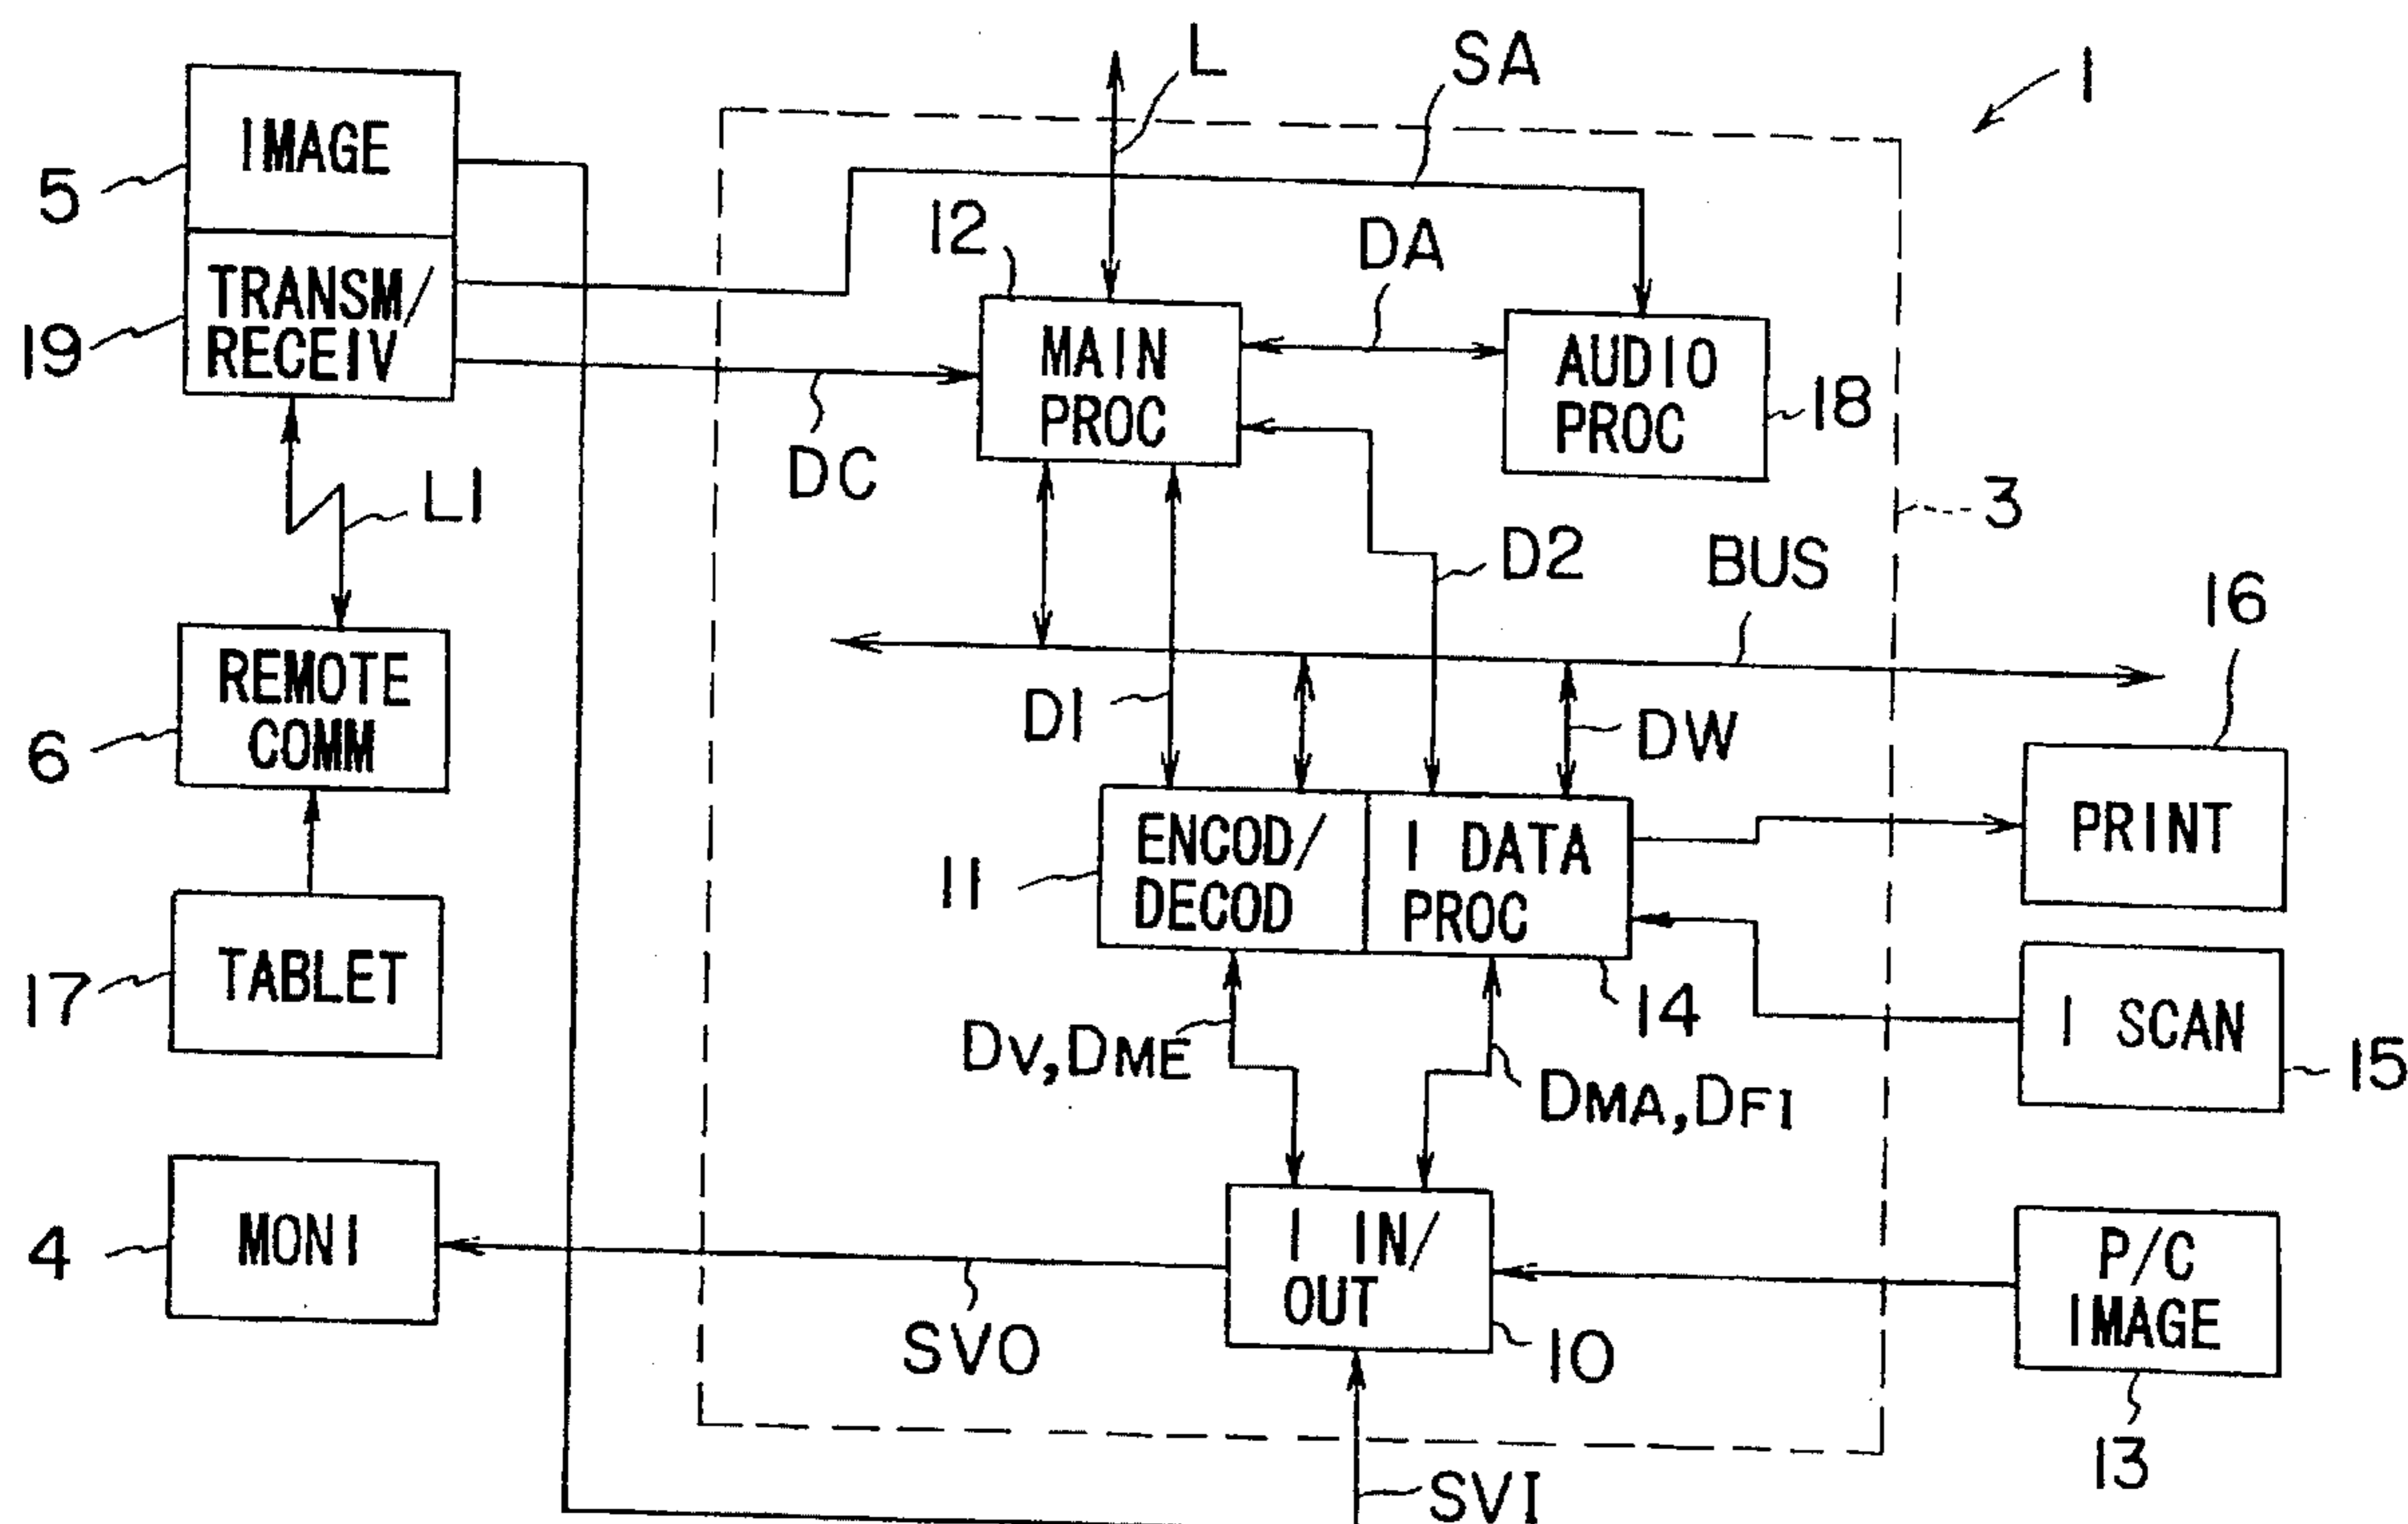 L
SA
1
IMAGE
5
12
DA
TRANSM/
RECEIV
19
MAIN
PROC
AUDIO
PROC
18
DC
L1
3
D2
BUS
16
REMOTE
COMM
6
D1
DW
PRINT
ENCOD/
DECOD
11
I DATA
PROC
14
TABLET
17
I SCAN
15
DV,DME
DMA,DFI
MONI
4
I IN/
OUT
10
P/C
IMAGE
13
SVO
SVI